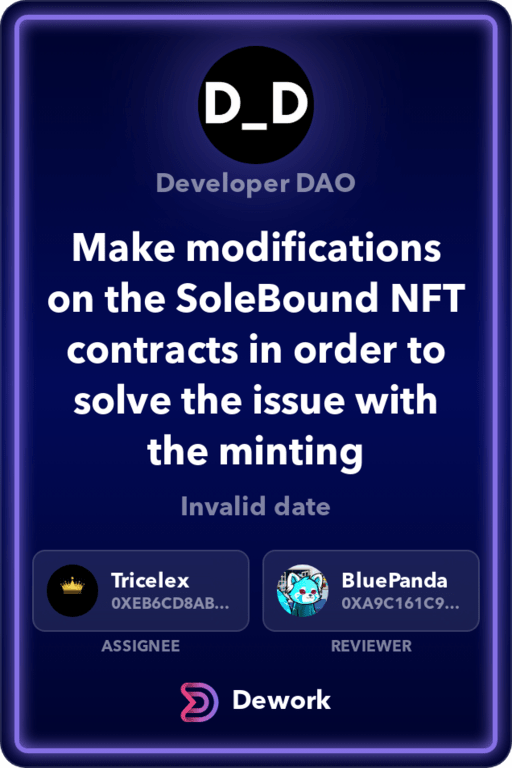 D_D
Developer DAO
Make modifications
on the SoleBound NFT
contracts in order to
solve the issue with
the minting
Invalid date
Tricelex
0XEB6CD8AB...
ASSIGNEE
BluePanda
0XA9C161C9...
REVIEWER
Dework